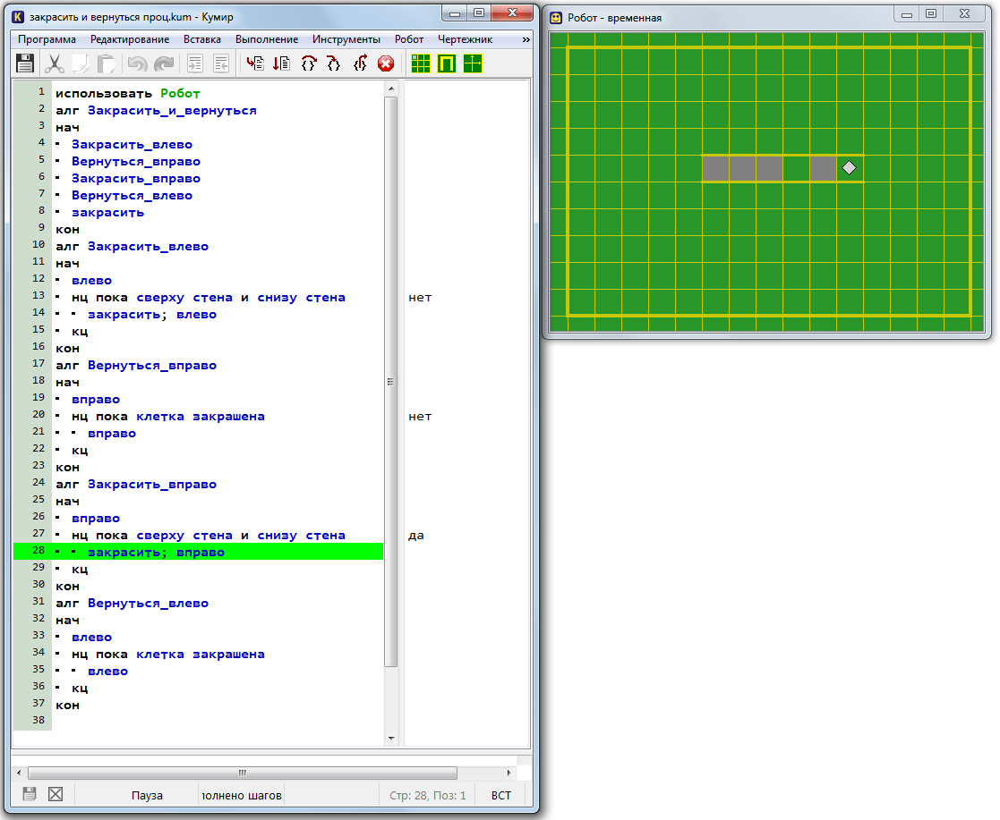 закрасить и вернуться проц.kum - Кумир
Программа Редактирование Вставка Выполнение Инструменты Робот Чертежник »
1 использовать Робот
2 алг Закрасить_и_вернуться
3 нач
4 Закрасить_влево
5 Вернуться_вправо
6 Закрасить_вправо
7 Вернуться_влево
8 закрасить
9 кон
10 алг Закрасить_влево
11 нач
12 влево
13 нц пока сверху стена и снизу стена нет
14 закрасить; влево
15 кц
16 кон
17 алг Вернуться_вправо
18 нач
19 вправо
20 нц пока клетка закрашена нет
21 вправо
22 кц
23 кон
24 алг Закрасить_вправо
25 нач
26 вправо
27 нц пока сверху стена и снизу стена да
28 закрасить; вправо
29 кц
30 кон
31 алг Вернуться_влево
32 нач
33 влево
34 нц пока клетка закрашена
35 влево
36 кц
37 кон
38
Пауза олнено шагов Стр: 28, Поз: 1 ВСТ
Робот - временная